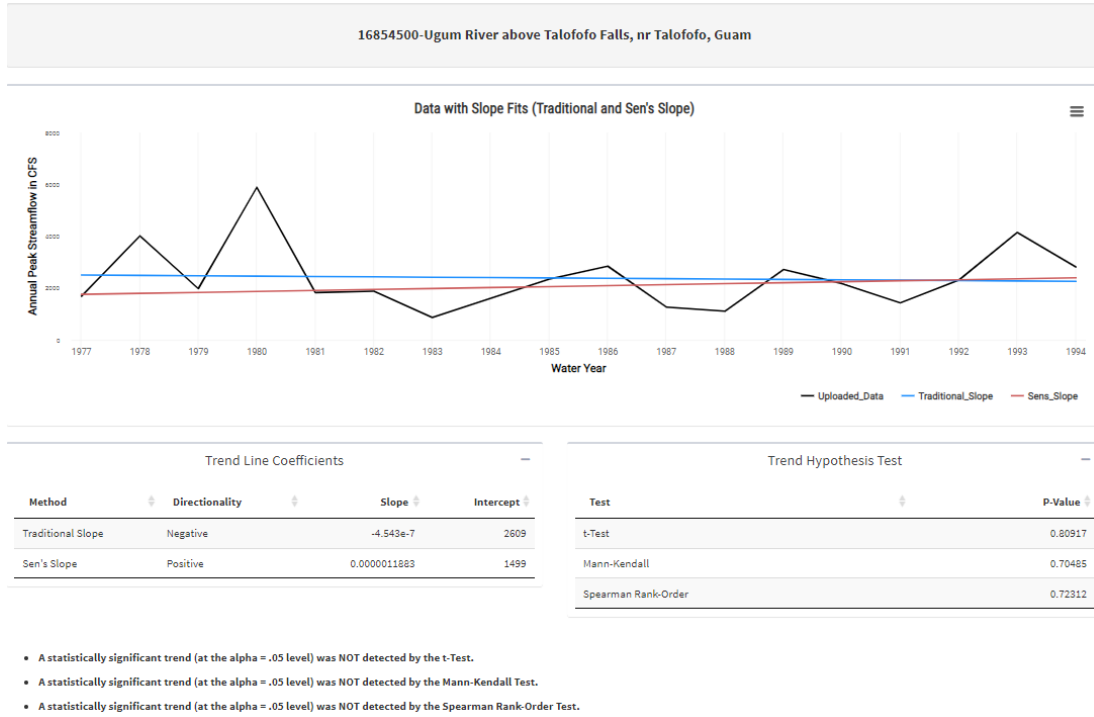 16854500-Ugum River above Talofofo Falls, nr Talofofo, Guam
Data with Slope Fits (Traditional and Sen's Slope)
Annual Peak Streamflow in CFS
8000
6000
4000
2000
0
1977 1978 1979 1980 1981 1982 1983 1984 1985 1986 1987 1988 1989 1990 1991 1992 1993 1994
Water Year
Uploaded_Data Traditional_Slope Sens_Slope
Trend Line Coefficients
Method Directionality Slope Intercept
Traditional Slope Negative -4.543e-7 2609
Sen's Slope Positive 0.0000011883 1499
Trend Hypothesis Test
Test P-Value
t-Test 0.80917
Mann-Kendall 0.70485
Spearman Rank-Order 0.72312
• A statistically significant trend (at the alpha = .05 level) was NOT detected by the t-Test.
• A statistically significant trend (at the alpha = .05 level) was NOT detected by the Mann-Kendall Test.
• A statistically significant trend (at the alpha = .05 level) was NOT detected by the Spearman Rank-Order Test.